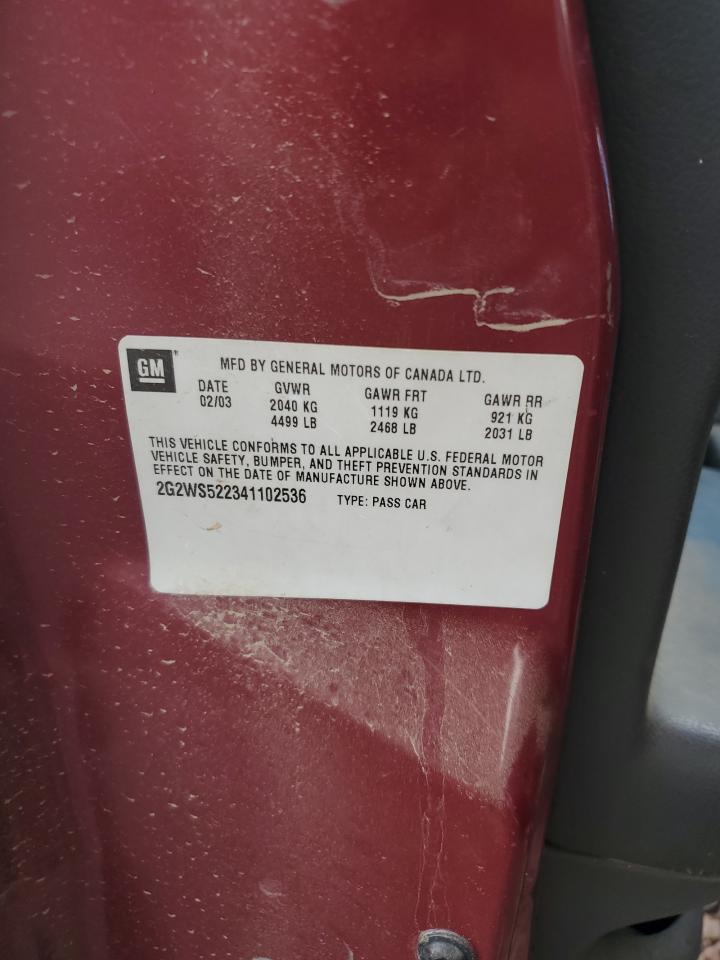 GM MFD BY GENERAL MOTORS OF CANADA LTD.
DATE GVWR GAWR FRT GAWR RR
02/03 2040 KG 1119 KG 921 KG
4499 LB 2468 LB 2031 LB
THIS VEHICLE CONFORMS TO ALL APPLICABLE U.S. FEDERAL MOTOR
VEHICLE SAFETY, BUMPER, AND THEFT PREVENTION STANDARDS IN
EFFECT ON THE DATE OF MANUFACTURE SHOWN ABOVE.
2G2WS522341102536 TYPE: PASS CAR